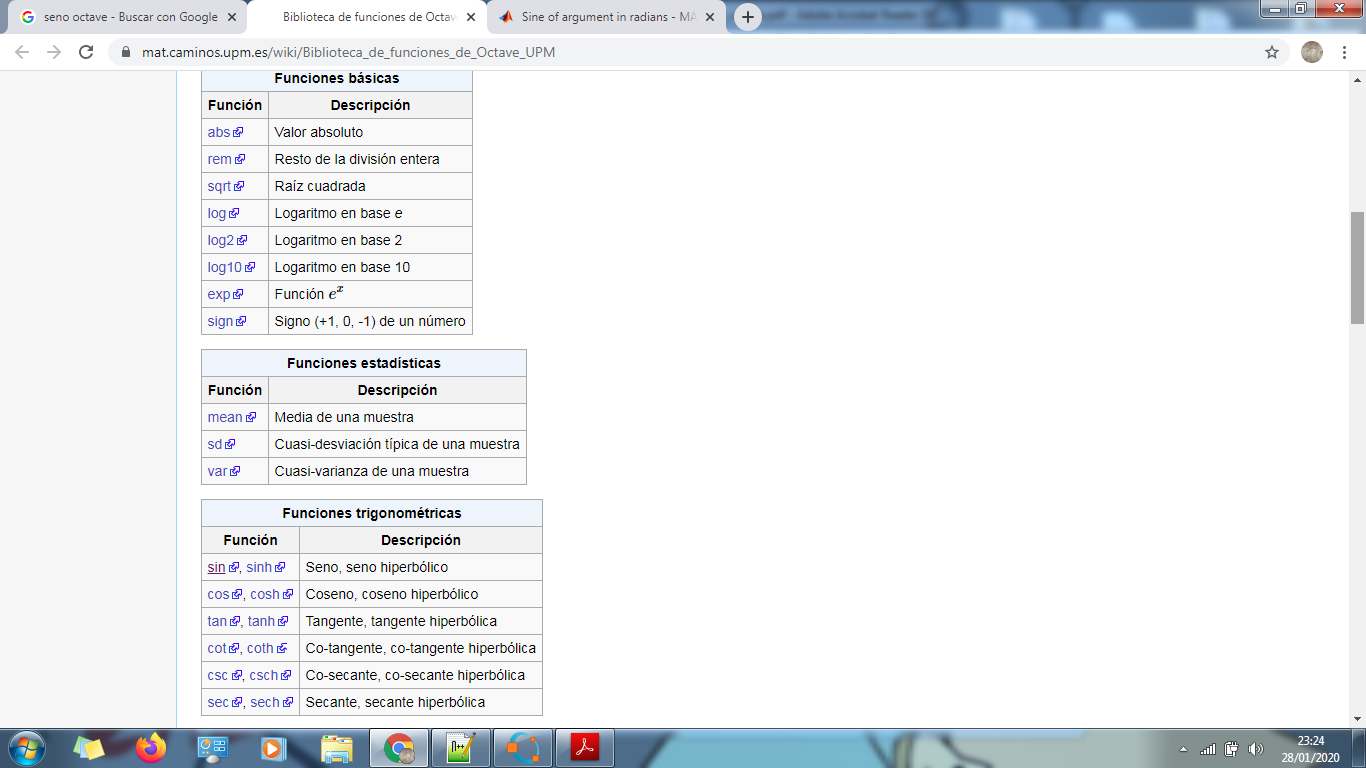 seno octave - Buscar con Google
Biblioteca de funciones de Octav
Sine of argument in radians - MA
mat.caminos.upm.es/wiki/Biblioteca_de_funciones_de_Octave_UPM
Funciones básicas
Función Descripción
abs Valor absoluto
rem Resto de la división entera
sqrt Raíz cuadrada
log Logaritmo en base e
log2 Logaritmo en base 2
log10 Logaritmo en base 10
exp Función e^x
sign Signo (+1, 0, -1) de un número
Funciones estadísticas
Función Descripción
mean Media de una muestra
sd Cuasi-desviación típica de una muestra
var Cuasi-varianza de una muestra
Funciones trigonométricas
Función Descripción
sin, sinh Seno, seno hiperbólico
cos, cosh Coseno, coseno hiperbólico
tan, tanh Tangente, tangente hiperbólica
cot, coth Co-tangente, co-tangente hiperbólica
csc, csch Co-secante, co-secante hiperbólica
sec, sech Secante, secante hiperbólica
23:24
28/01/2020